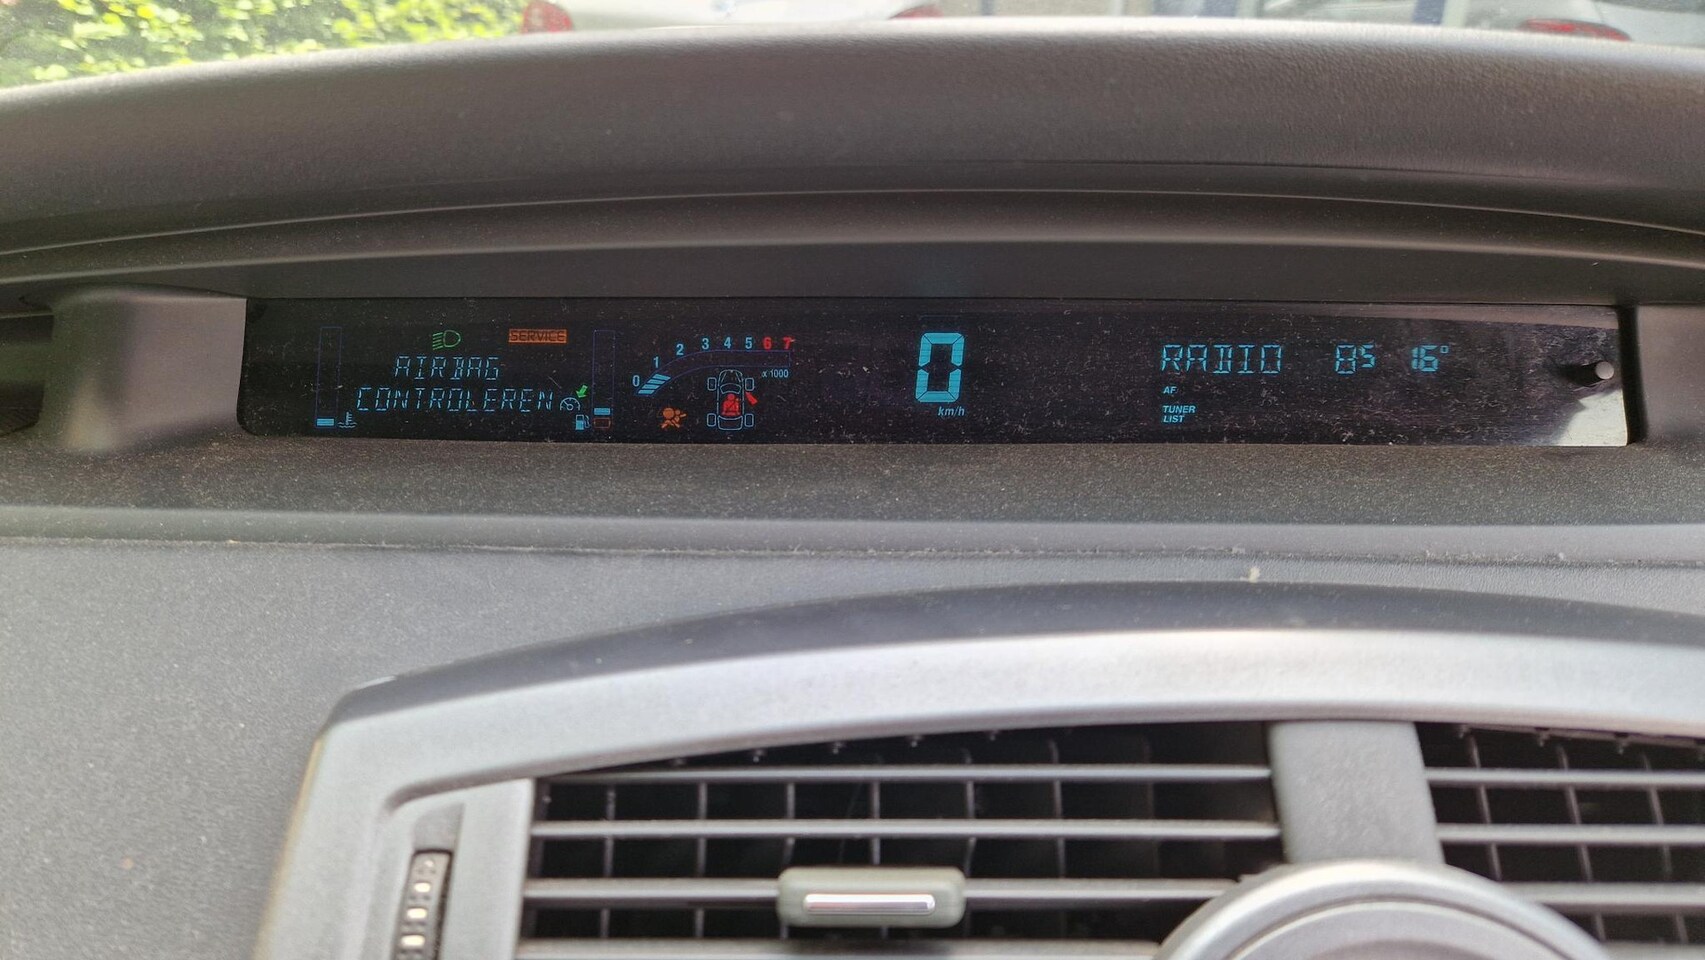 SERVICE
AIRBAG
CONTROLEREN
0 1 2 3 4 5 6 7
x 1000
0
km/h
RADIO 85 16°
AF
TUNER
LIST